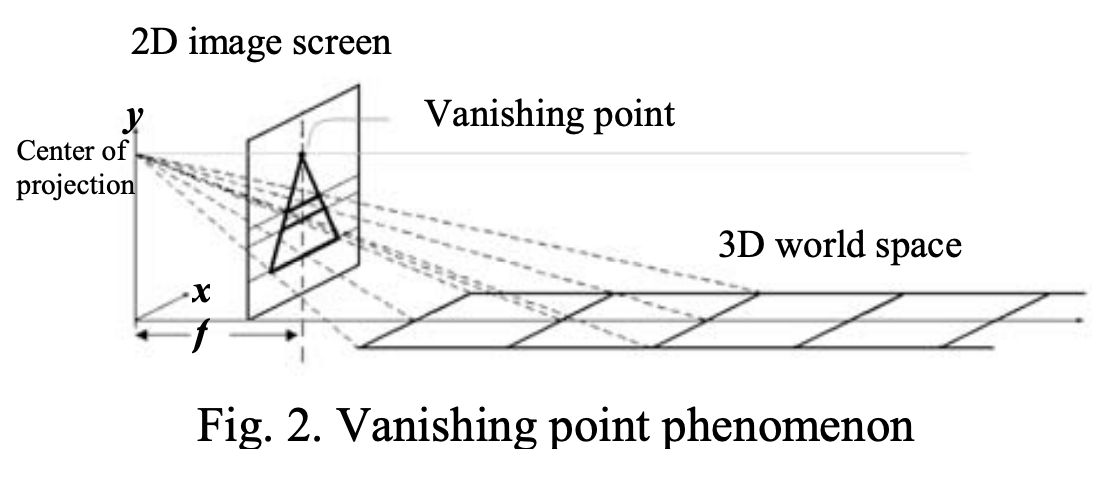 2D image screen
y
Vanishing point
Center of
projection
3D world space
x
f
Fig. 2. Vanishing point phenomenon